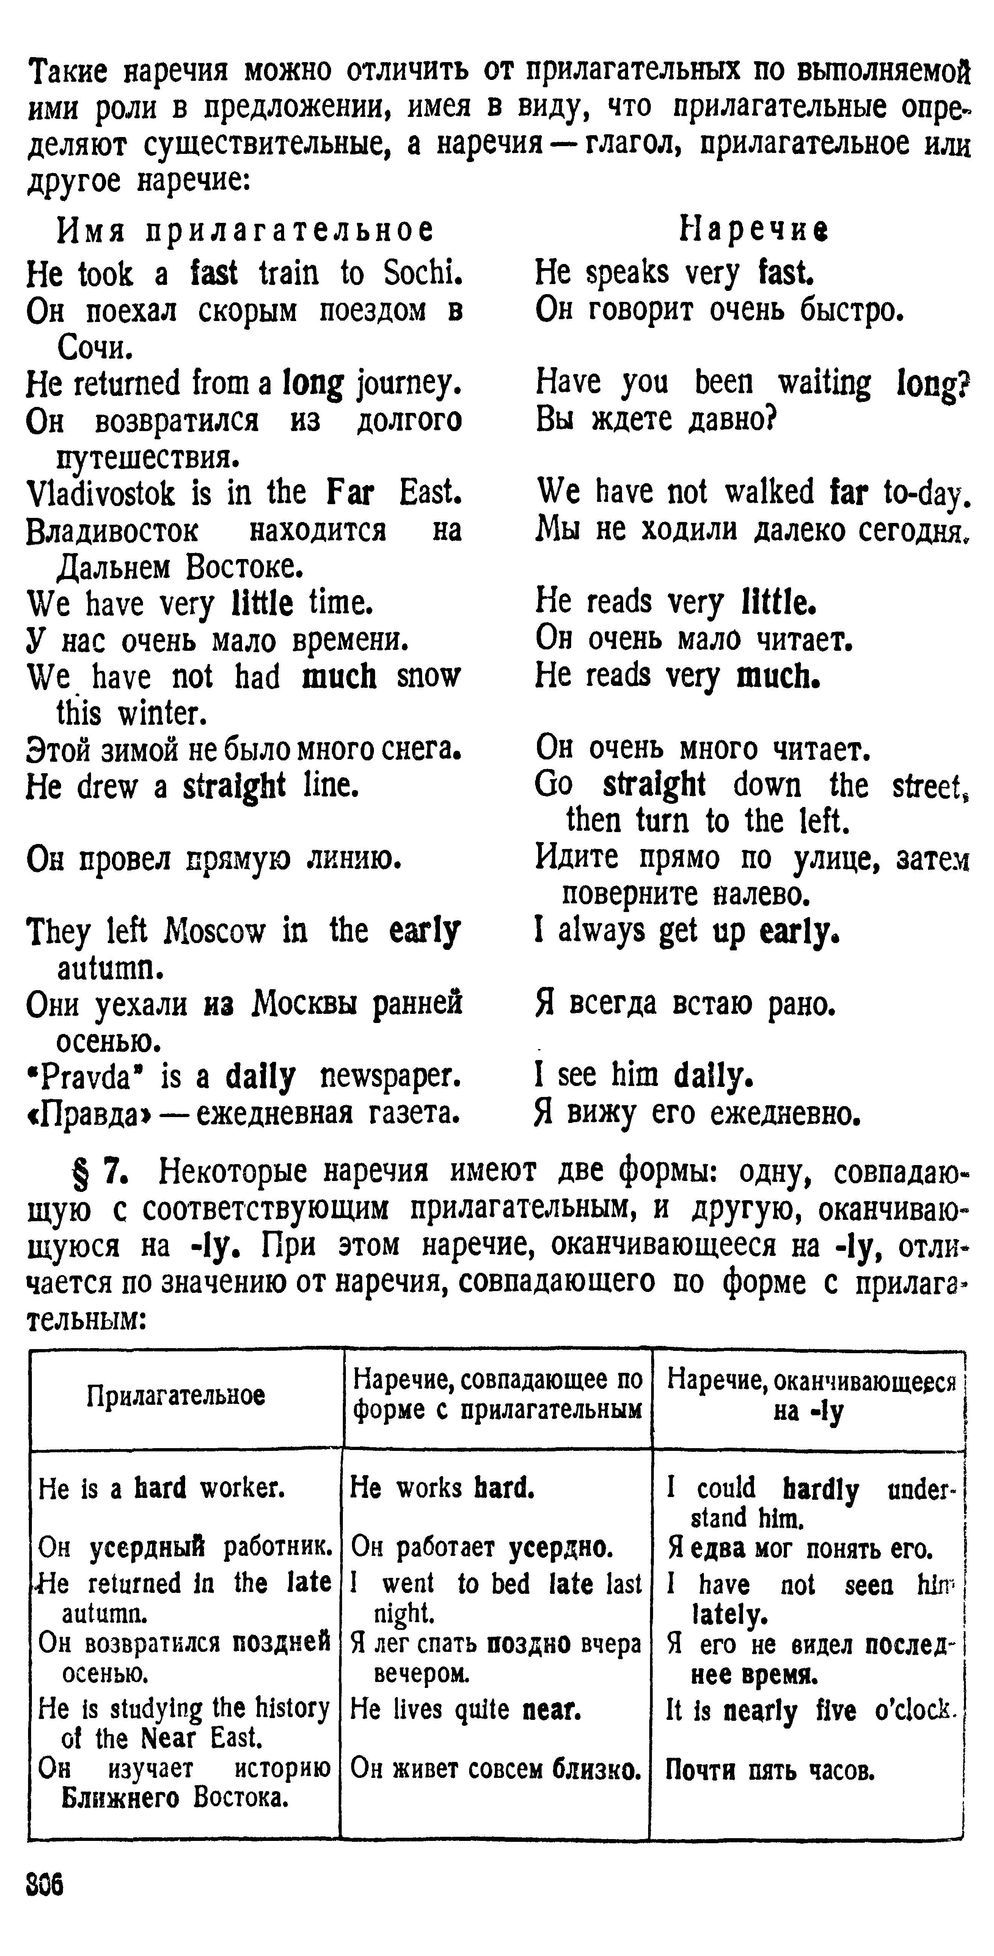 Такие наречия можно отличить от прилагательных по выполняемой
ими роли в предложении, имея в виду, что прилагательные опре-
деляют существительные, а наречия — глагол, прилагательное или
другое наречие:
Имя прилагательное
He took a fast train to Sochi.
Он поехал скорым поездом в
Сочи.
He returned from a long journey.
Он возвратился из долгого
путешествия.
Vladivostok is in the Far East.
Владивосток находится на
Дальнем Востоке.
We have very little time.
У нас очень мало времени.
We have not had much snow
this winter.
Этой зимой не было много снега.
He drew a straight line.
Он провел прямую линию.
They left Moscow in the early
autumn.
Они уехали из Москвы ранней
осенью.
"Pravda" is a daily newspaper.
«Правда» — ежедневная газета.
Наречие
He speaks very fast.
Он говорит очень быстро.
Have you been waiting long?
Вы ждете давно?
We have not walked far to-day.
Мы не ходили далеко сегодня.
He reads very little.
Он очень мало читает.
He reads very much.
Он очень много читает.
Go straight down the street,
then turn to the left.
Идите прямо по улице, затем
поверните налево.
I always get up early.
Я всегда встаю рано.
I see him daily.
Я вижу его ежедневно.
§ 7. Некоторые наречия имеют две формы: одну, совпадаю-
щую с соответствующим прилагательным, и другую, оканчиваю-
щуюся на -ly. При этом наречие, оканчивающееся на -ly, отли-
чается по значению от наречия, совпадающего по форме с прилага-
тельным:
Прилагательное
He is a hard worker.
Он усердный работник.
He returned in the late
autumn.
Он возвратился поздней
осенью.
He is studying the history
of the Near East.
Он изучает историю
Ближнего Востока.
Наречие, совпадающее по
форме с прилагательным
He works hard.
Он работает усердно.
I went to bed late last
night.
Я лег спать поздно вчера
вечером.
He lives quite near.
Он живет совсем близко.
Наречие, оканчивающееся
на -ly
I could hardly under-
stand him.
Я едва мог понять его.
I have not seen him
lately.
Я его не видел послед-
нее время.
It is nearly five o'clock.
Почти пять часов.
306